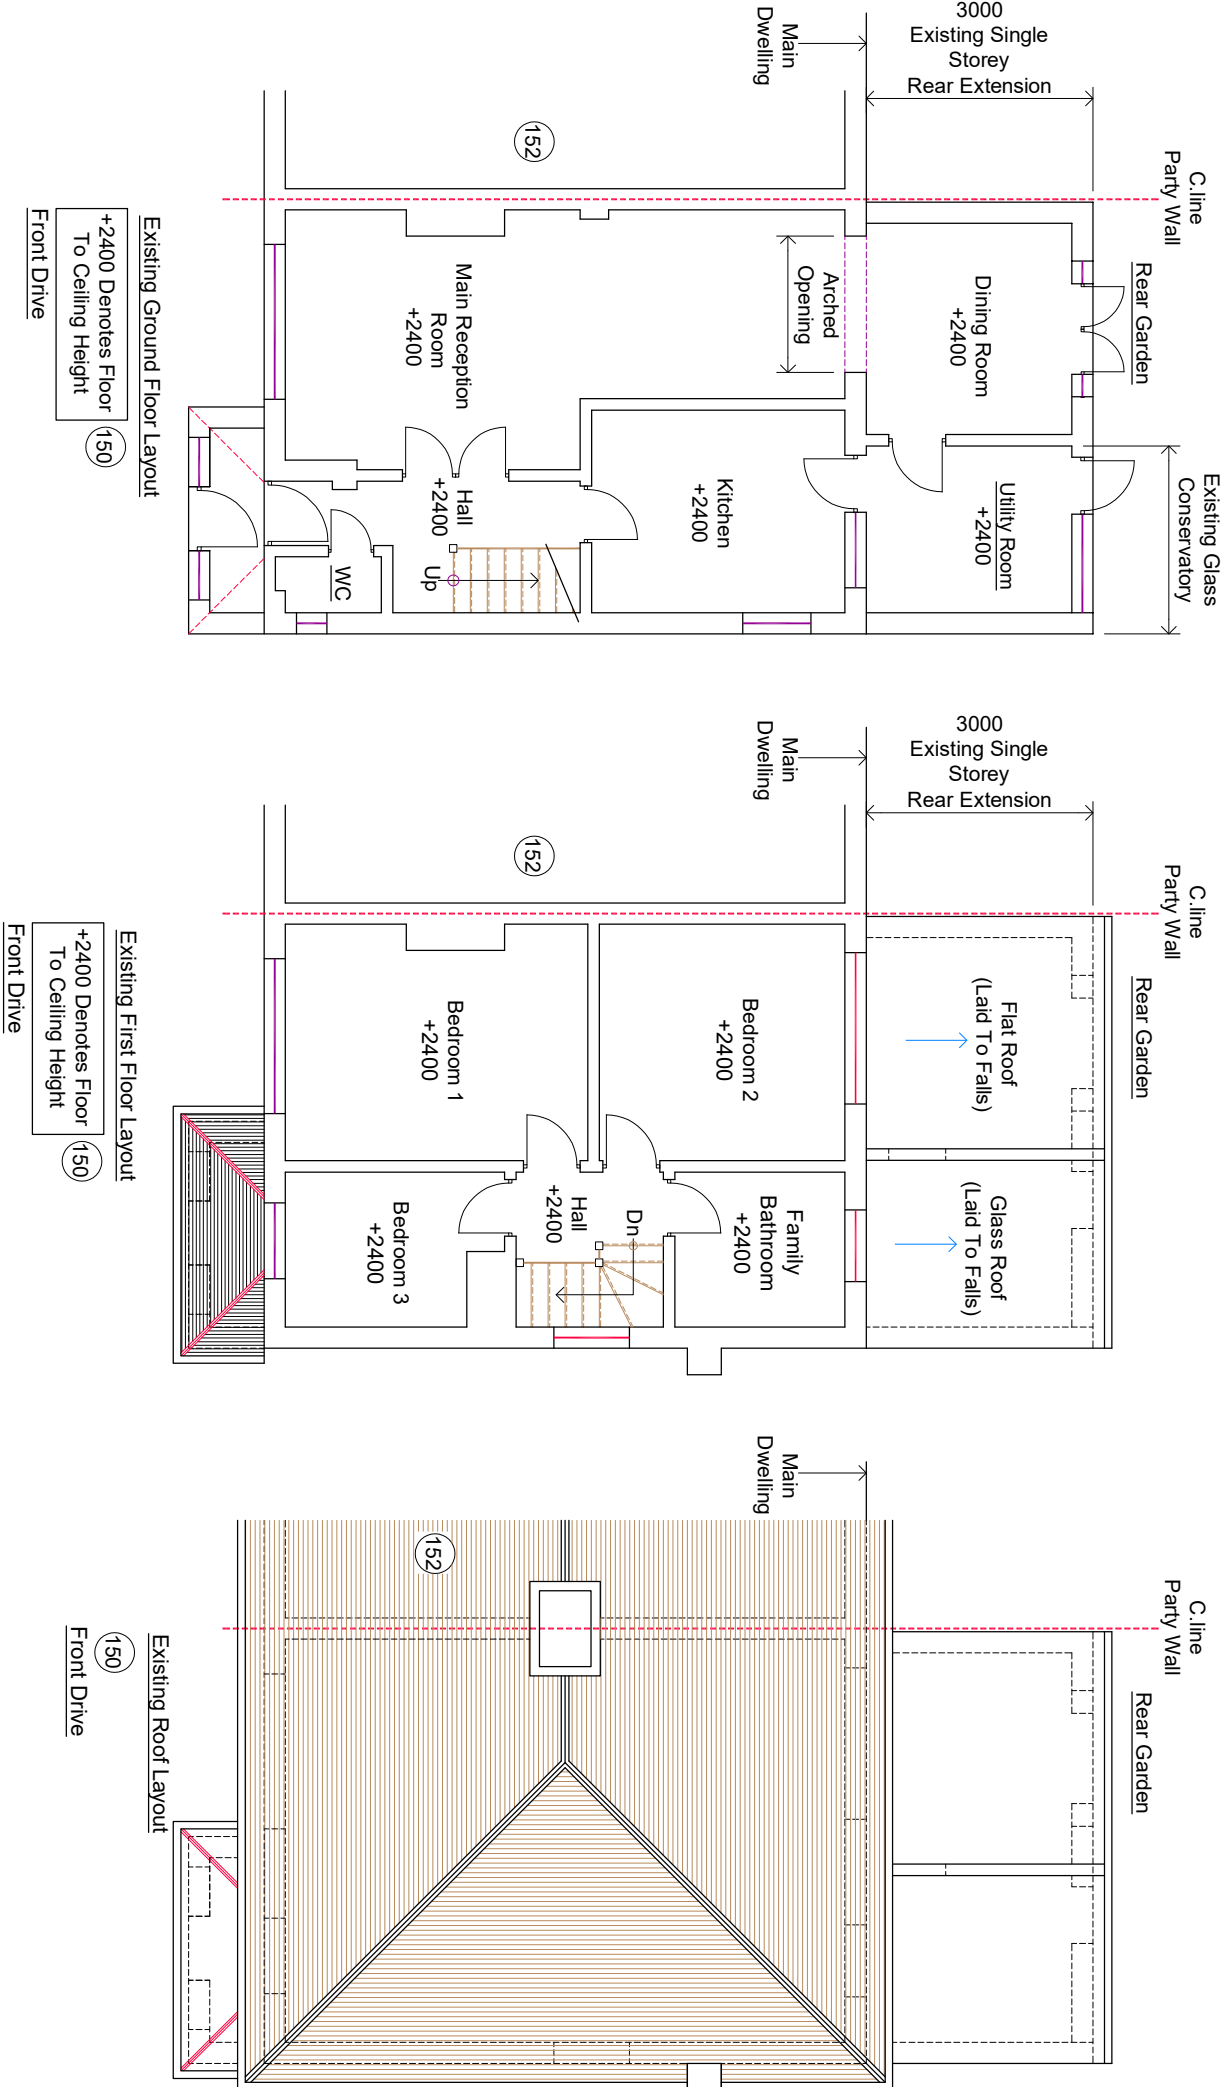 3000
Existing Single
Storey
Rear Extension
Main
Dwelling
C.line
Party Wall
Rear Garden
Existing Glass
Conservatory
152
Dining Room
+2400
Utility Room
+2400
Arched
Opening
Main Reception
Room
+2400
Kitchen
+2400
Hall
+2400
Up
WC
Existing Ground Floor Layout
+2400 Denotes Floor
To Ceiling Height
150
Front Drive
3000
Existing Single
Storey
Rear Extension
Main
Dwelling
C.line
Party Wall
Rear Garden
152
Flat Roof
(Laid To Falls)
Glass Roof
(Laid To Falls)
Bedroom 2
+2400
Family
Bathroom
+2400
Bedroom 1
+2400
Hall
+2400
Dn
Bedroom 3
+2400
Existing First Floor Layout
+2400 Denotes Floor
To Ceiling Height
150
Front Drive
Main
Dwelling
C.line
Party Wall
Rear Garden
152
Existing Roof Layout
150
Front Drive